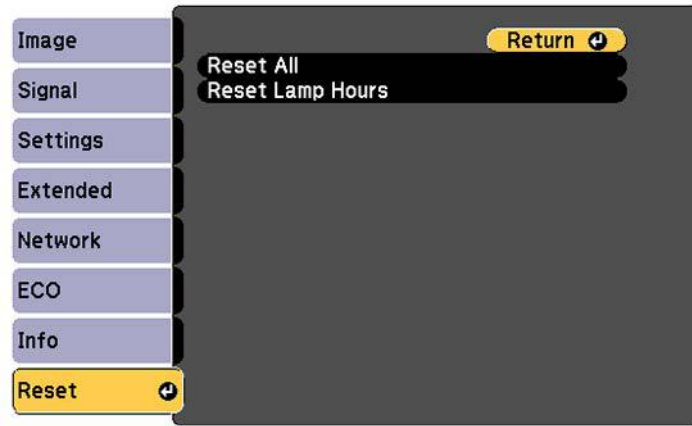 Image
Signal
Settings
Extended
Network
ECO
Info
Reset
Return
Reset All
Reset Lamp Hours